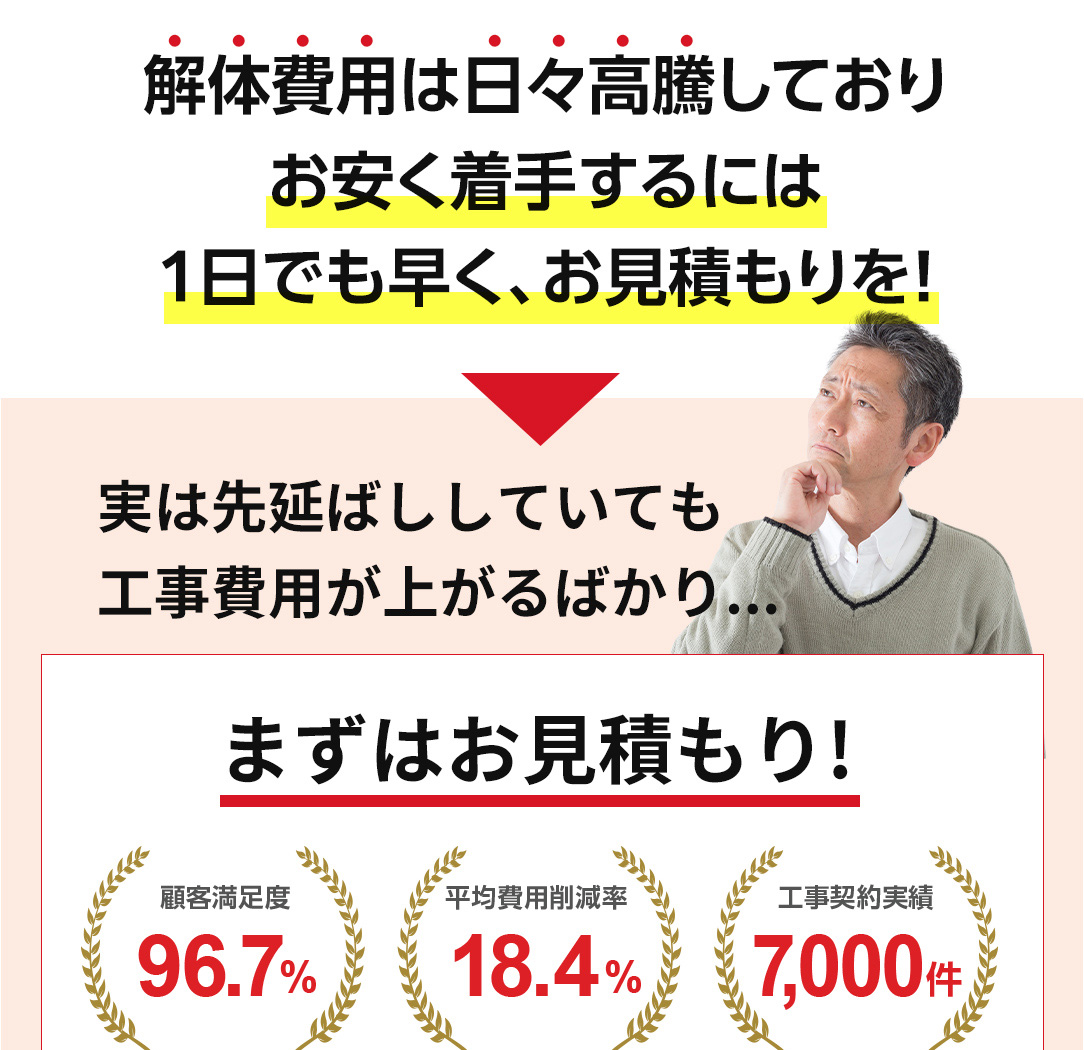 解体費用は日々高騰しており
お安く着手するには
1日でも早く、お見積もりを!
実は先延ばししていても
工事費用が上がるばかり...
まずはお見積もり!
顧客満足度
96.7%
平均費用削減率
18.4%
工事契約実績
7,000件